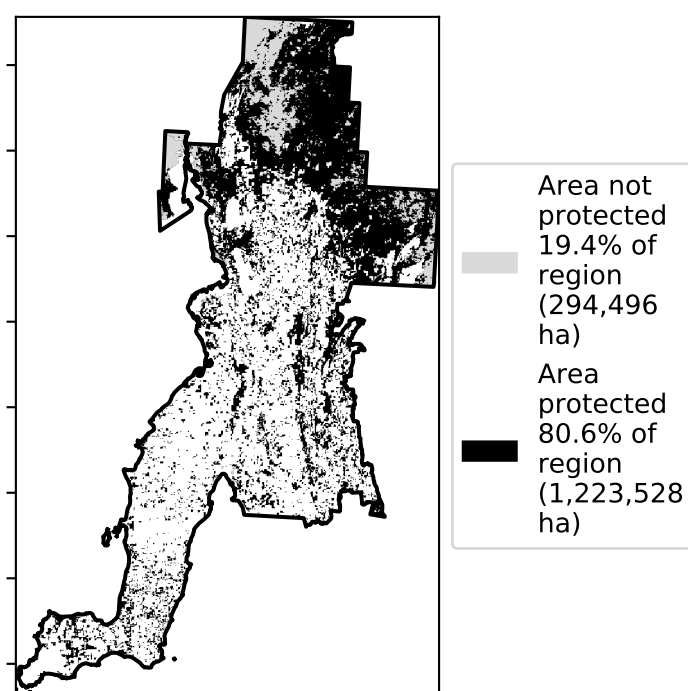 Area not
protected
19.4% of
region
(294,496
ha)
Area
protected
80.6% of
region
(1,223,528
ha)